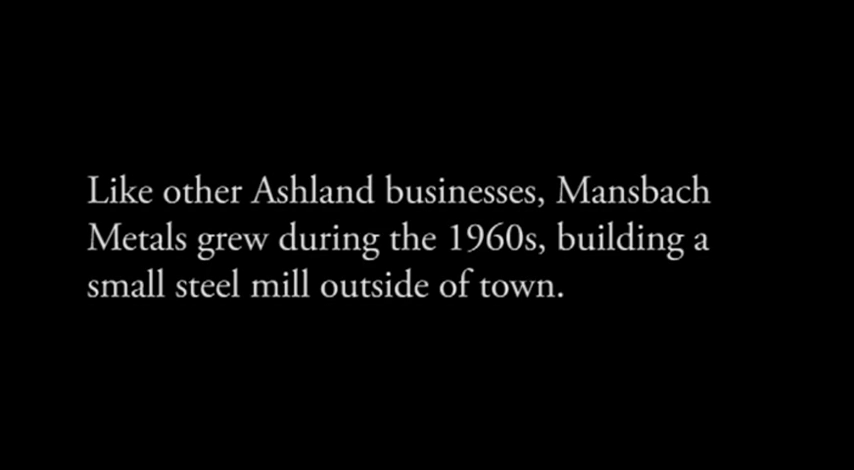 Like other Ashland businesses, Mansbach
Metals grew during the 1960s, building a
small steel mill outside of town.